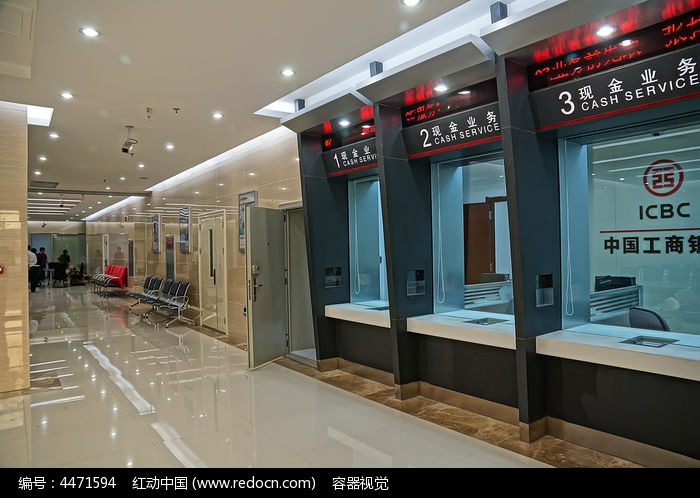 1 现金业
CASH SERVI
2 现金业务
CASH SERVICE
3 现金业务
CASH SERVICE
ICBC
中国工商银
编号：4471594 红动中国 (www.redocn.com) 容器视觉